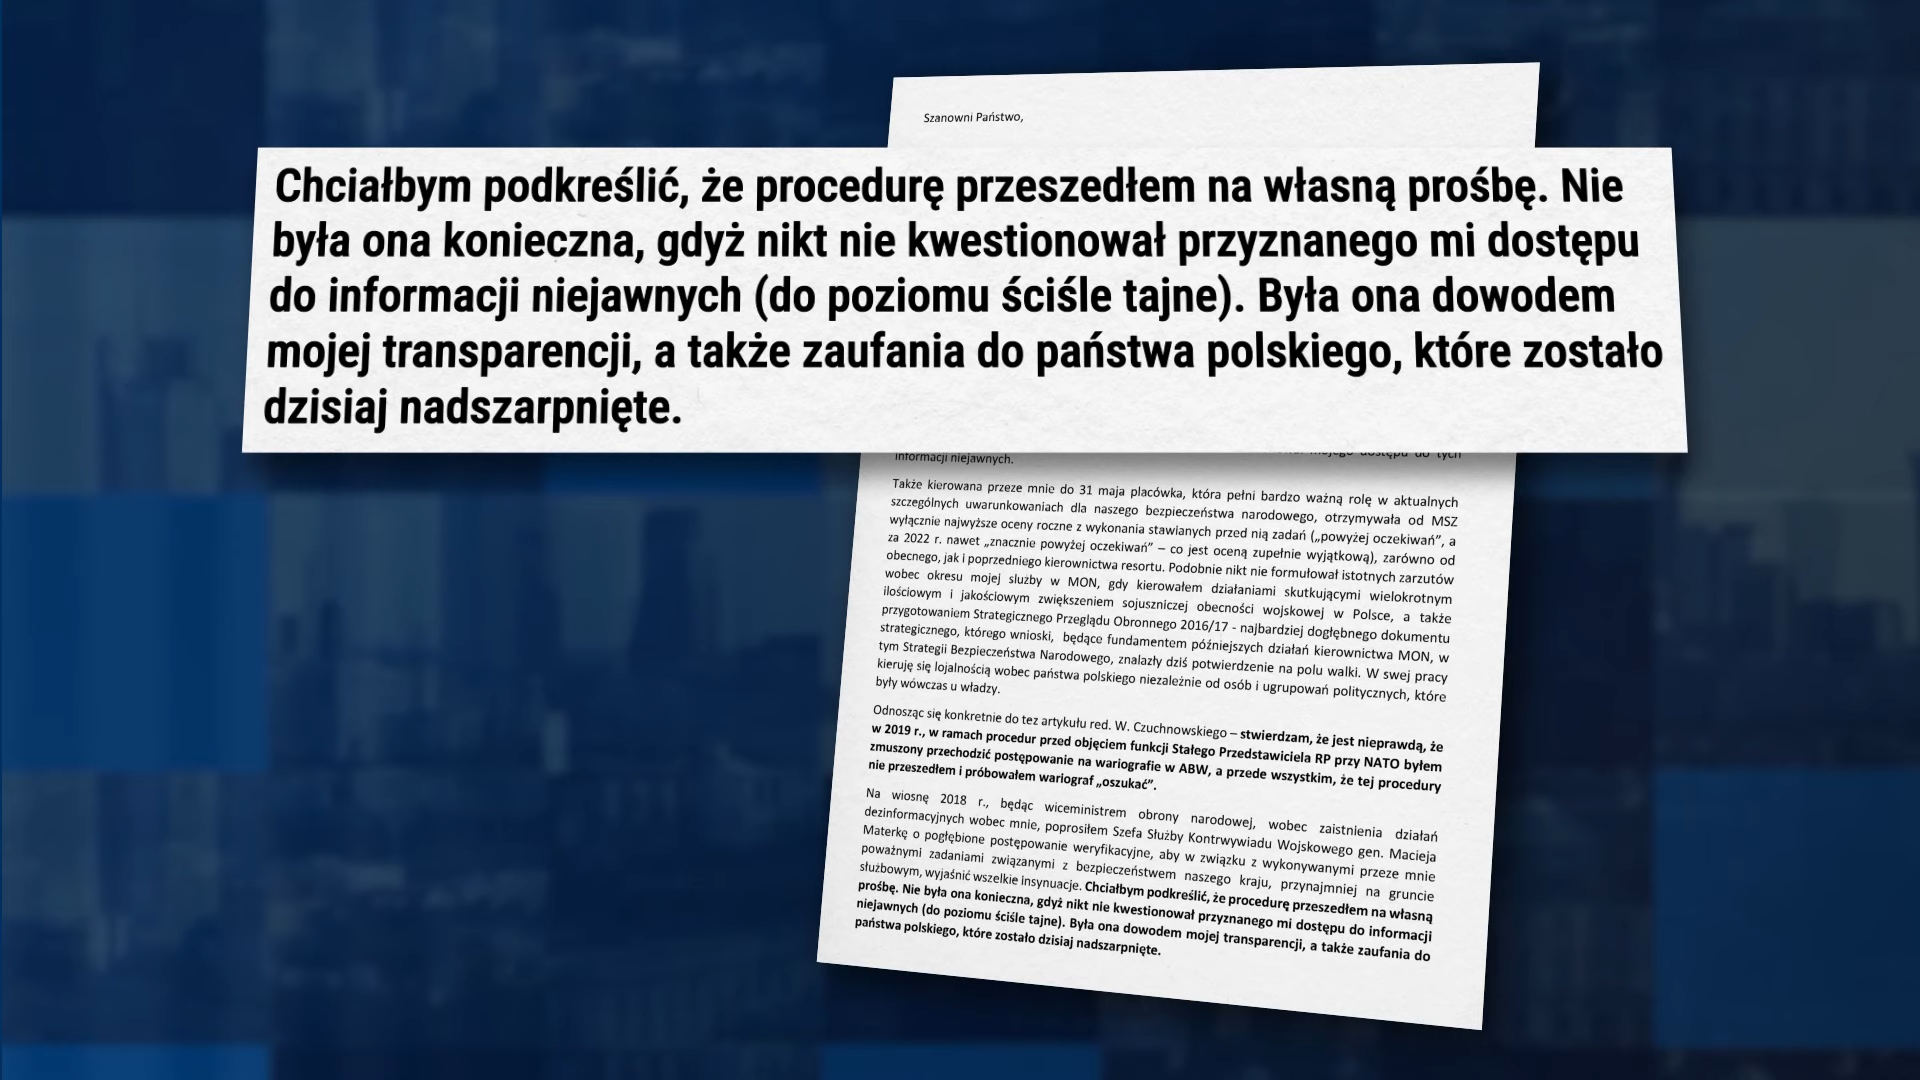 Szanowni Państwo,
Chciałbym podkreślić, że procedurę przeszedłem na własną prośbę. Nie
była ona konieczna, gdyż nikt nie kwestionował przyznanego mi dostępu
do informacji niejawnych (do poziomu ściśle tajne). Była ona dowodem
mojej transparencji, a także zaufania do państwa polskiego, które zostało
dzisiaj nadszarpnięte.
mojego dostępu do tych
informacji niejawnych.
Także kierowana przeze mnie do 31 maja placówka, która pełni bardzo ważną rolę w aktualnych
szczególnych uwarunkowaniach dla naszego bezpieczeństwa narodowego, otrzymywała od MSZ
wyłącznie najwyższe oceny roczne z wykonania stawianych przed nią zadań („powyżej oczekiwań”, a
za 2022 r. nawet „znacznie powyżej oczekiwań” – co jest oceną zupełnie wyjątkową), zarówno od
obecnego, jak i poprzedniego kierownictwa resortu. Podobnie nikt nie formułował istotnych zarzutów
wobec okresu mojej sluzby w MON, gdy kierowałem działaniami skutkującymi wielokrotnym
ilościowym i jakościowym zwiększeniem sojuszniczej obecności wojskowej w Polsce, a także
przygotowaniem Strategicznego Przeglądu Obronnego 2016/17 - najbardziej dogłębnego dokumentu
strategicznego, którego wnioski, będące fundamentem późniejszych działań kierownictwa MON, w
tym Strategii Bezpieczeństwa Narodowego, znalazły dziś potwierdzenie na polu walki. W swej pracy
kieruję się lojalnością wobec państwa polskiego niezależnie od osób i ugrupowań politycznych, które
były wówczas u władzy.
Odnosząc się konkretnie do tez artykułu red. W. Czuchnowskiego – stwierdzam, że jest nieprawdą, że
w 2019 r., w ramach procedur przed objęciem funkcji Stałego Przedstawiciela RP przy NATO byłem
zmuszony przechodzić postępowanie na wariografie w ABW, a przede wszystkim, że tej procedury
nie przeszedłem i próbowałem wariograf „oszukać”.
Na wiosnę 2018 r., będąc wiceministrem obrony narodowej, wobec zaistnienia działań
dezinformacyjnych wobec mnie, poprosiłem Szefa Służby Kontrwywiadu Wojskowego gen. Macieja
Materkę o pogłębione postępowanie weryfikacyjne, aby w związku z wykonywanymi przeze mnie
poważnymi zadaniami związanymi z bezpieczeństwem naszego kraju, przynajmniej na gruncie
służbowym, wyjaśnić wszelkie insynuacje. Chciałbym podkreślić, że procedurę przeszedłem na własną
prośbę. Nie była ona konieczna, gdyż nikt nie kwestionował przyznanego mi dostępu do informacji
niejawnych (do poziomu ściśle tajne). Była ona dowodem mojej transparencji, a także zaufania do
państwa polskiego, które zostało dzisiaj nadszarpnięte.